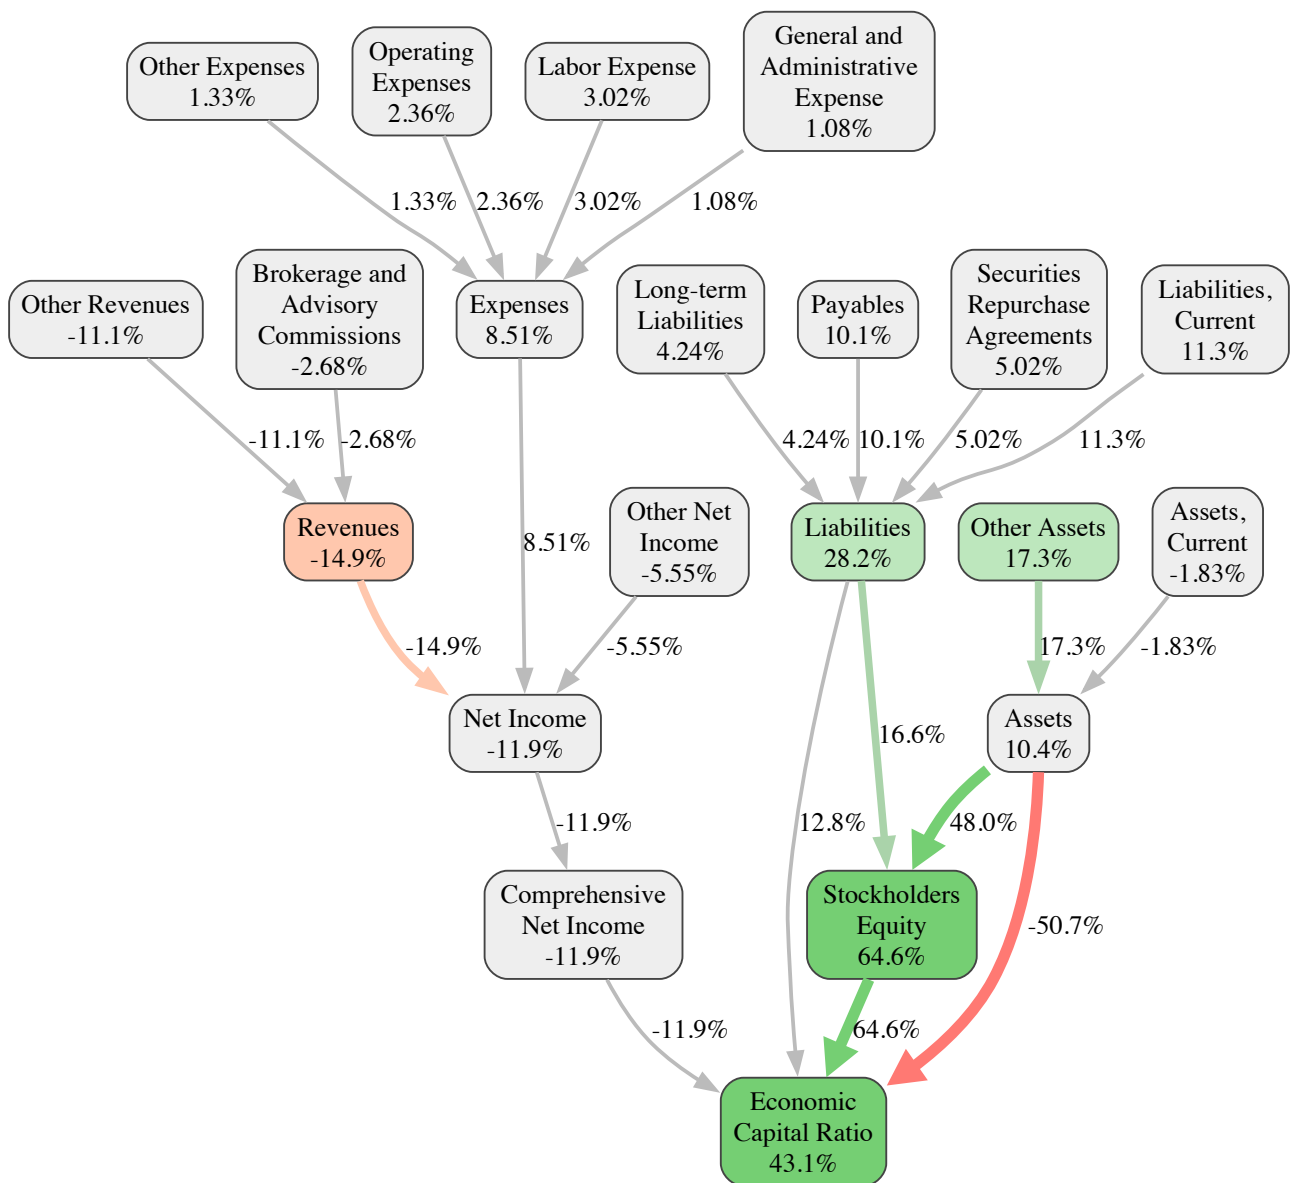 Other Expenses
1.33%
Operating
Expenses
2.36%
Labor Expense
3.02%
General and
Administrative
Expense
1.08%
1.33%
2.36%
3.02%
1.08%
Other Revenues
-11.1%
Brokerage and
Advisory
Commissions
-2.68%
Expenses
8.51%
Long-term
Liabilities
4.24%
Payables
10.1%
Securities
Repurchase
Agreements
5.02%
Liabilities,
Current
11.3%
-11.1%
-2.68%
4.24%
10.1%
5.02%
11.3%
Revenues
-14.9%
8.51%
Other Net
Income
-5.55%
Liabilities
28.2%
Other Assets
17.3%
Assets,
Current
-1.83%
-14.9%
-5.55%
17.3%
-1.83%
Net Income
-11.9%
16.6%
Assets
10.4%
-11.9%
12.8%
48.0%
Comprehensive
Net Income
-11.9%
Stockholders
Equity
64.6%
-50.7%
-11.9%
64.6%
Economic
Capital Ratio
43.1%